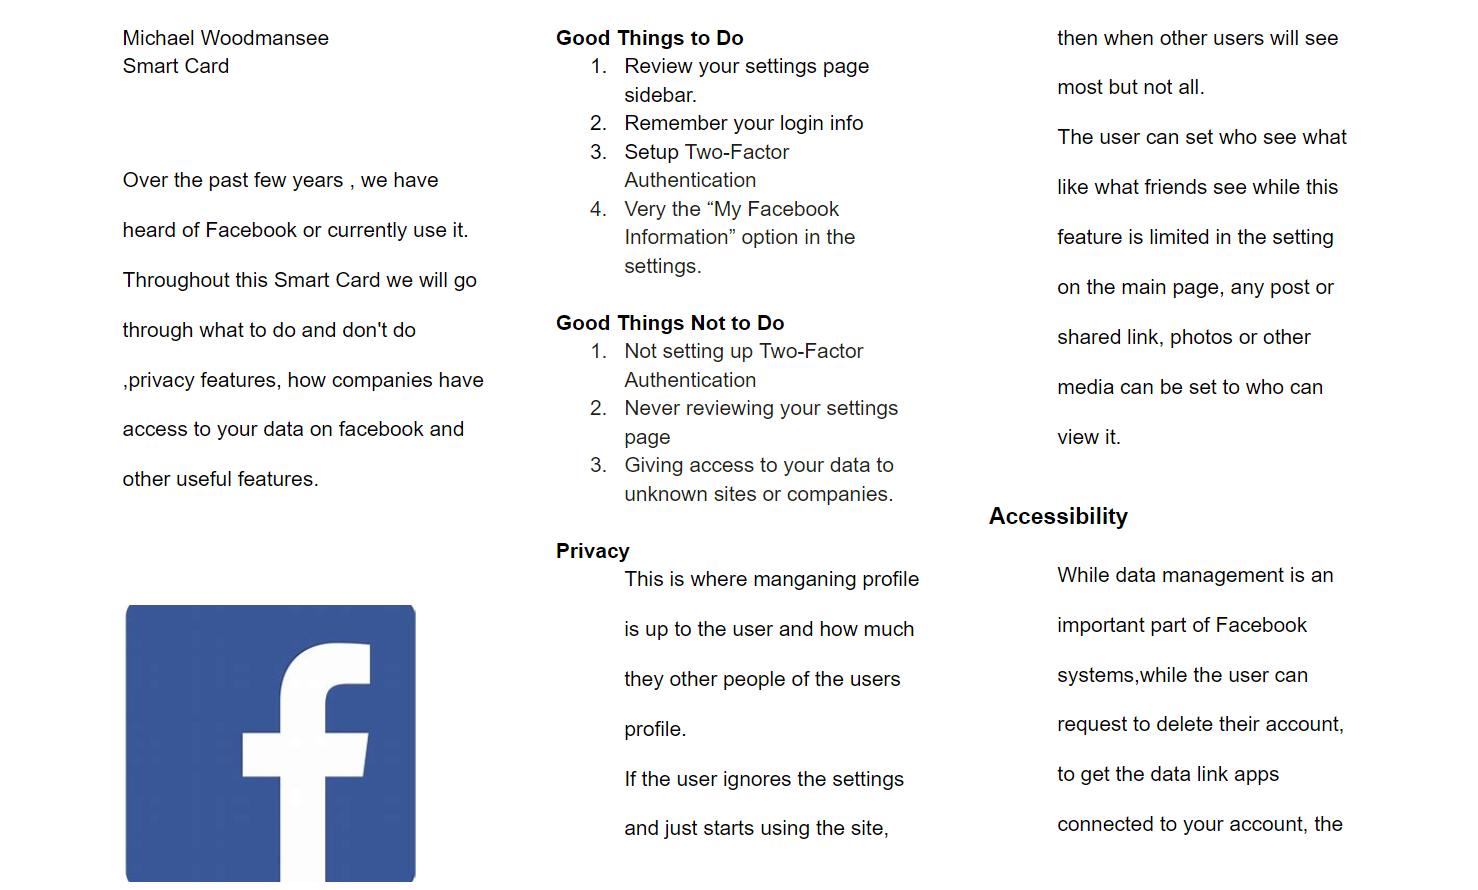 Michael Woodmansee
Smart Card
Over the past few years , we have
heard of Facebook or currently use it.
Throughout this Smart Card we will go
through what to do and don't do
,privacy features, how companies have
access to your data on facebook and
other useful features.
f
Good Things to Do
1. Review your settings page
sidebar.
2. Remember your login info
3. Setup Two-Factor
Authentication
4. Very the “My Facebook
Information” option in the
settings.
Good Things Not to Do
1. Not setting up Two-Factor
Authentication
2. Never reviewing your settings
page
3. Giving access to your data to
unknown sites or companies.
Privacy
This is where manganing profile
is up to the user and how much
they other people of the users
profile.
If the user ignores the settings
and just starts using the site,
then when other users will see
most but not all.
The user can set who see what
like what friends see while this
feature is limited in the setting
on the main page, any post or
shared link, photos or other
media can be set to who can
view it.
Accessibility
While data management is an
important part of Facebook
systems,while the user can
request to delete their account,
to get the data link apps
connected to your account, the